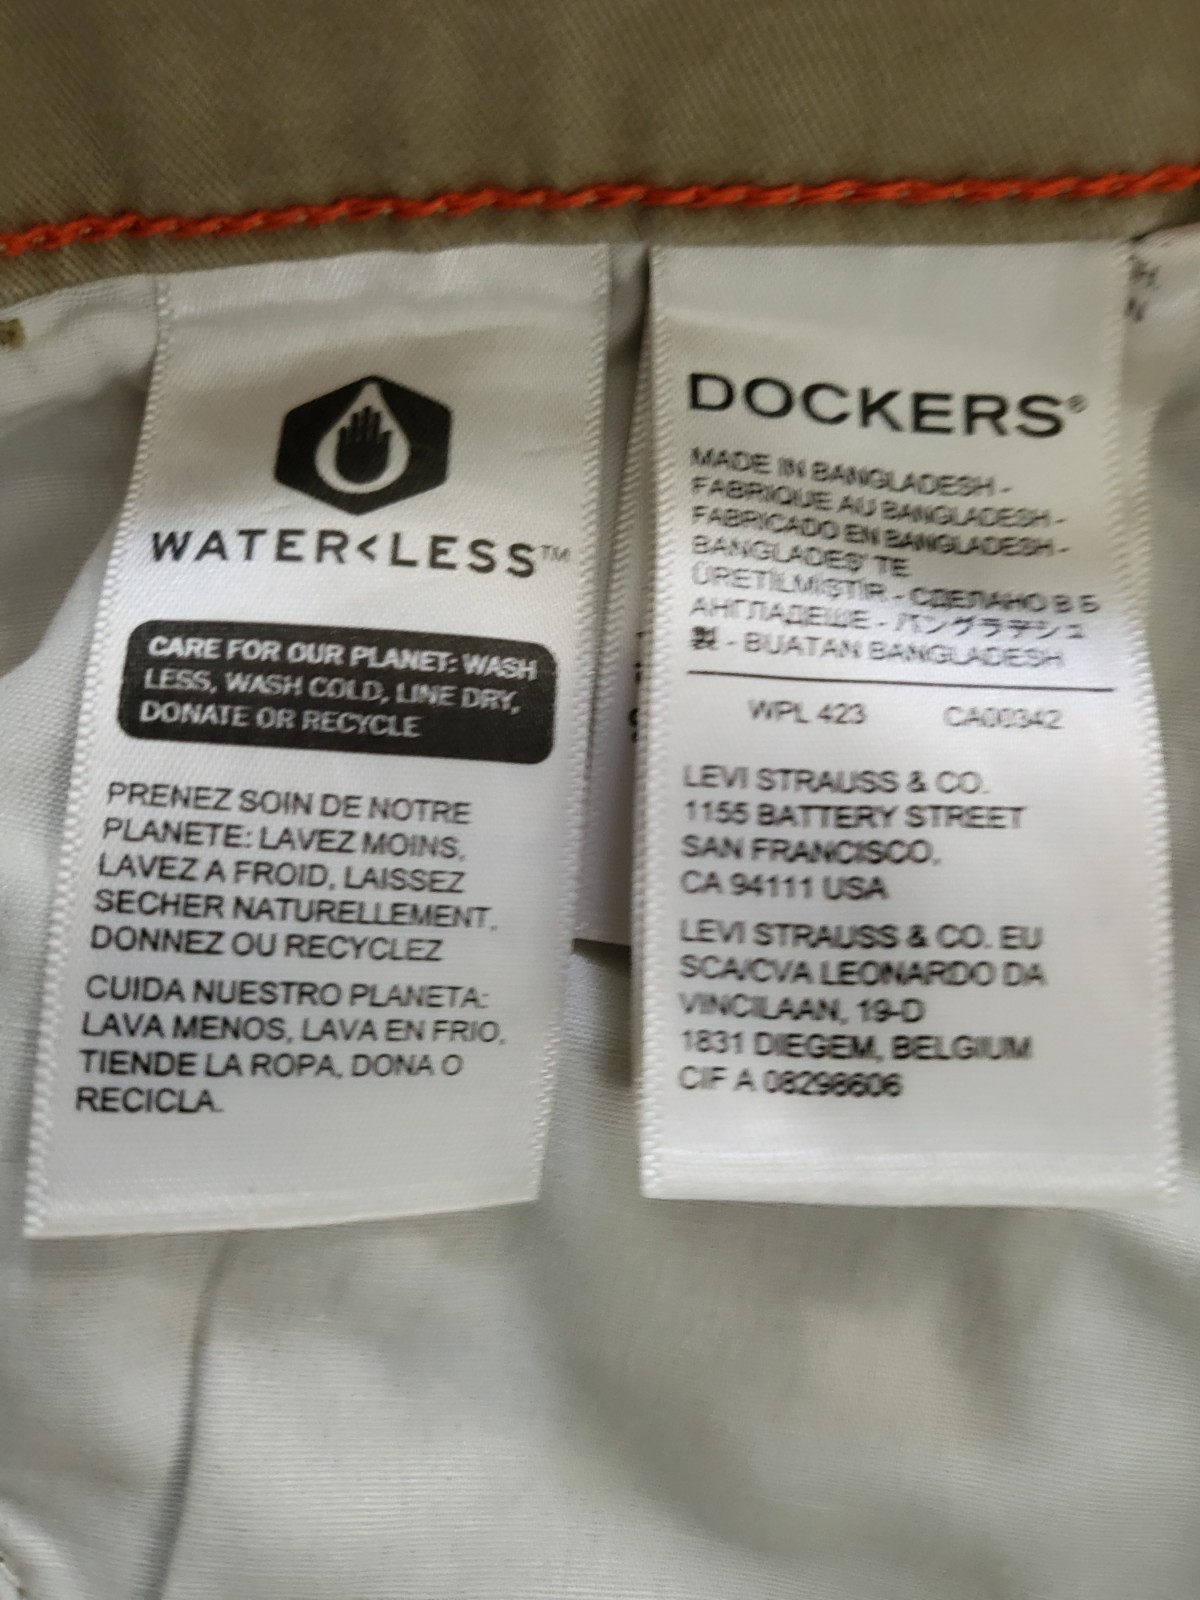 WATER<LESS™
CARE FOR OUR PLANET: WASH
LESS, WASH COLD, LINE DRY,
DONATE OR RECYCLE
PRENEZ SOIN DE NOTRE
PLANETE: LAVEZ MOINS,
LAVEZ A FROID, LAISSEZ
SECHER NATURELLEMENT,
DONNEZ OU RECYCLEZ
CUIDA NUESTRO PLANETA:
LAVA MENOS, LAVA EN FRIO,
TIENDE LA ROPA, DONA O
RECICLA.
DOCKERS®
MADE IN BANGLADESH -
FABRIQUE AU BANGLADESH -
FABRICADO EN BANGLADESH -
BANGLADEŞ' TE
ÜRETİLMİŞTİR - СДЕЛАНО В Б
АНГЛАДЕШЕ - バングラデシュ
製 - BUATAN BANGLADESH
WPL 423 CA00342
LEVI STRAUSS & CO.
1155 BATTERY STREET
SAN FRANCISCO,
CA 94111 USA
LEVI STRAUSS & CO. EU
SCA/CVA LEONARDO DA
VINCILAAN, 19-D
1831 DIEGEM, BELGIUM
CIF A 08298606